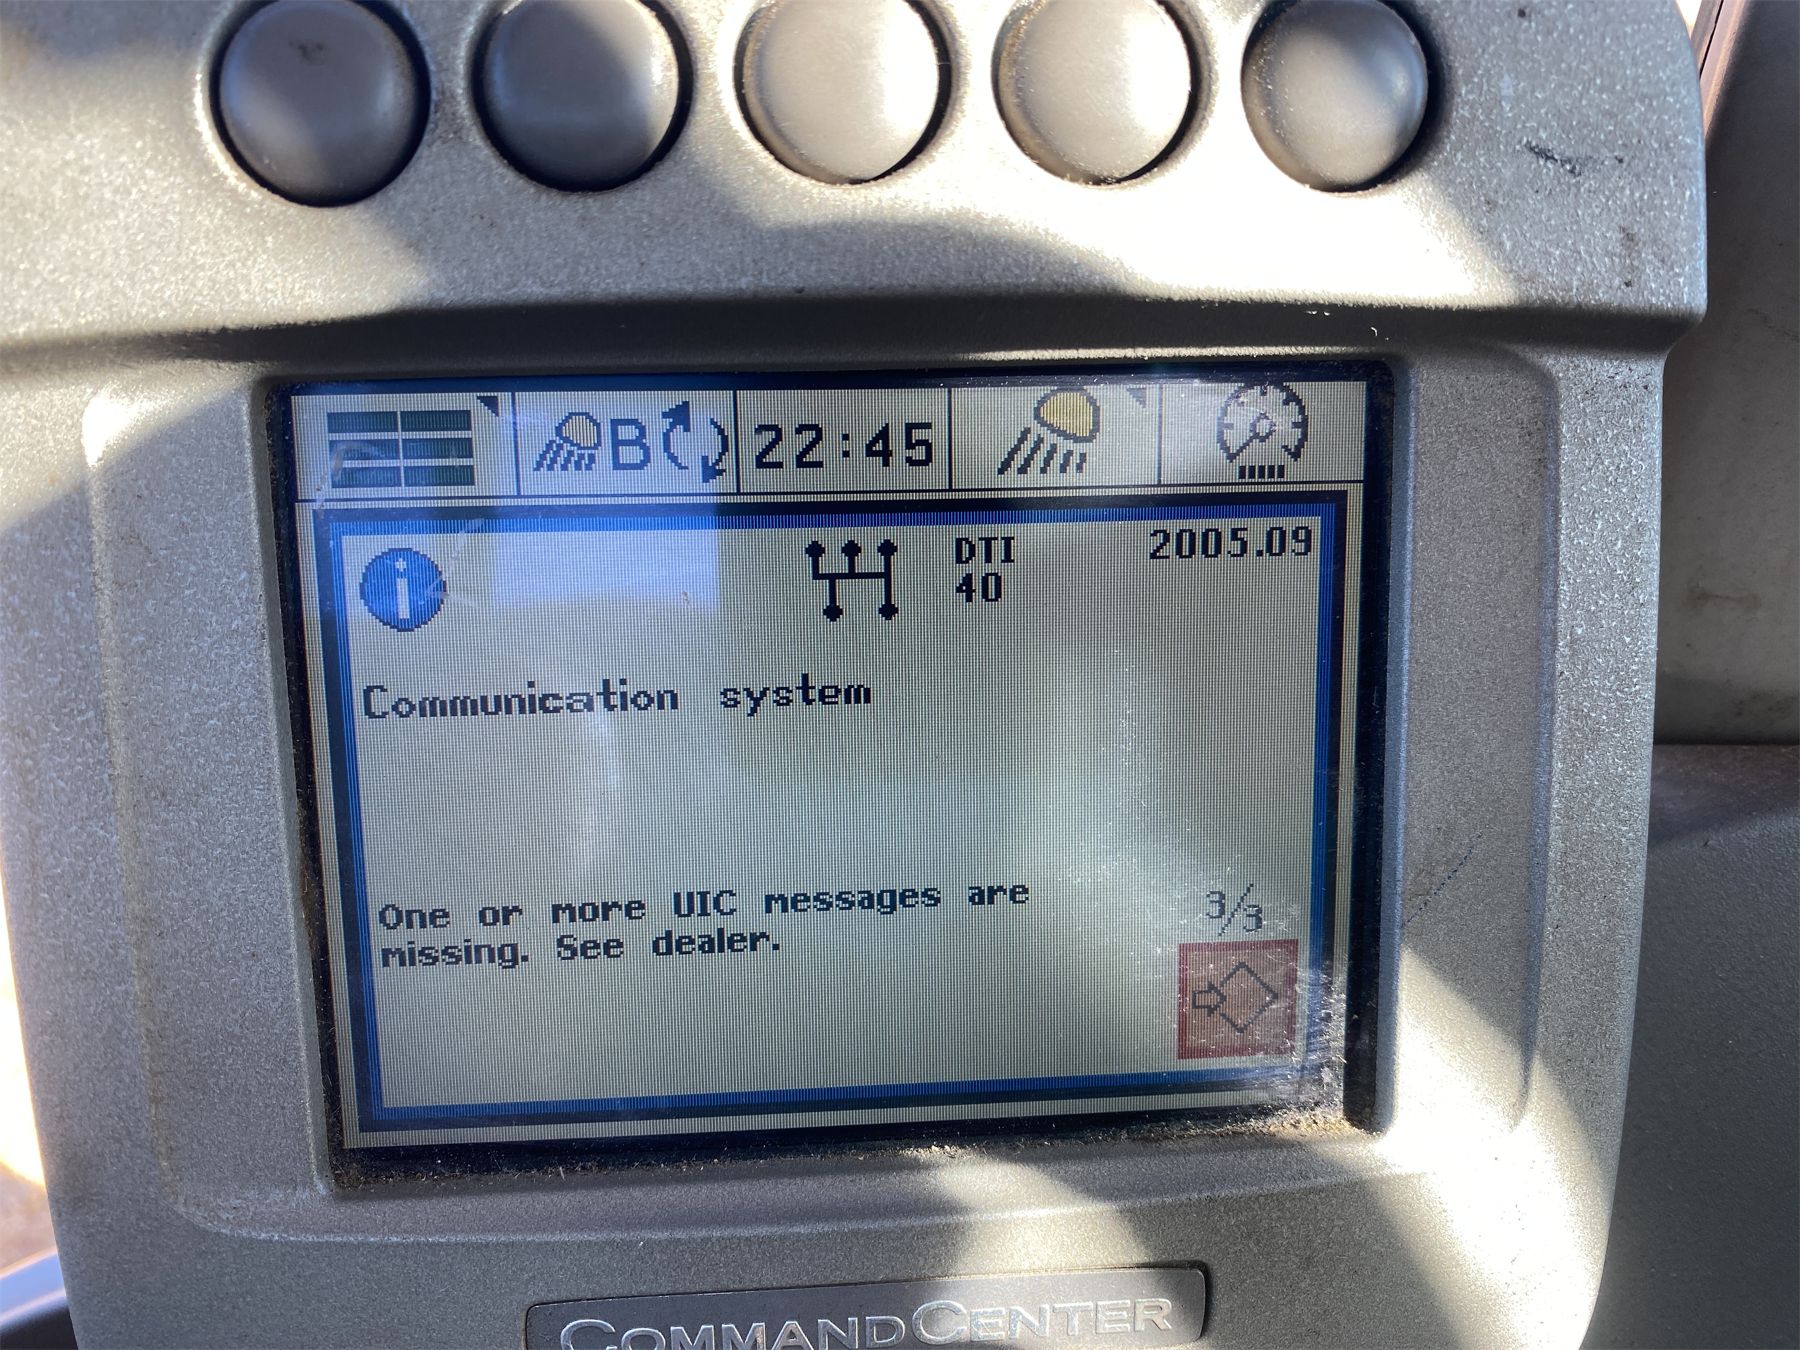 B 22:45
DTI 2005.09
40
Communication system
One or more UIC messages are
missing. See dealer.
3/3
COMMANDCENTER